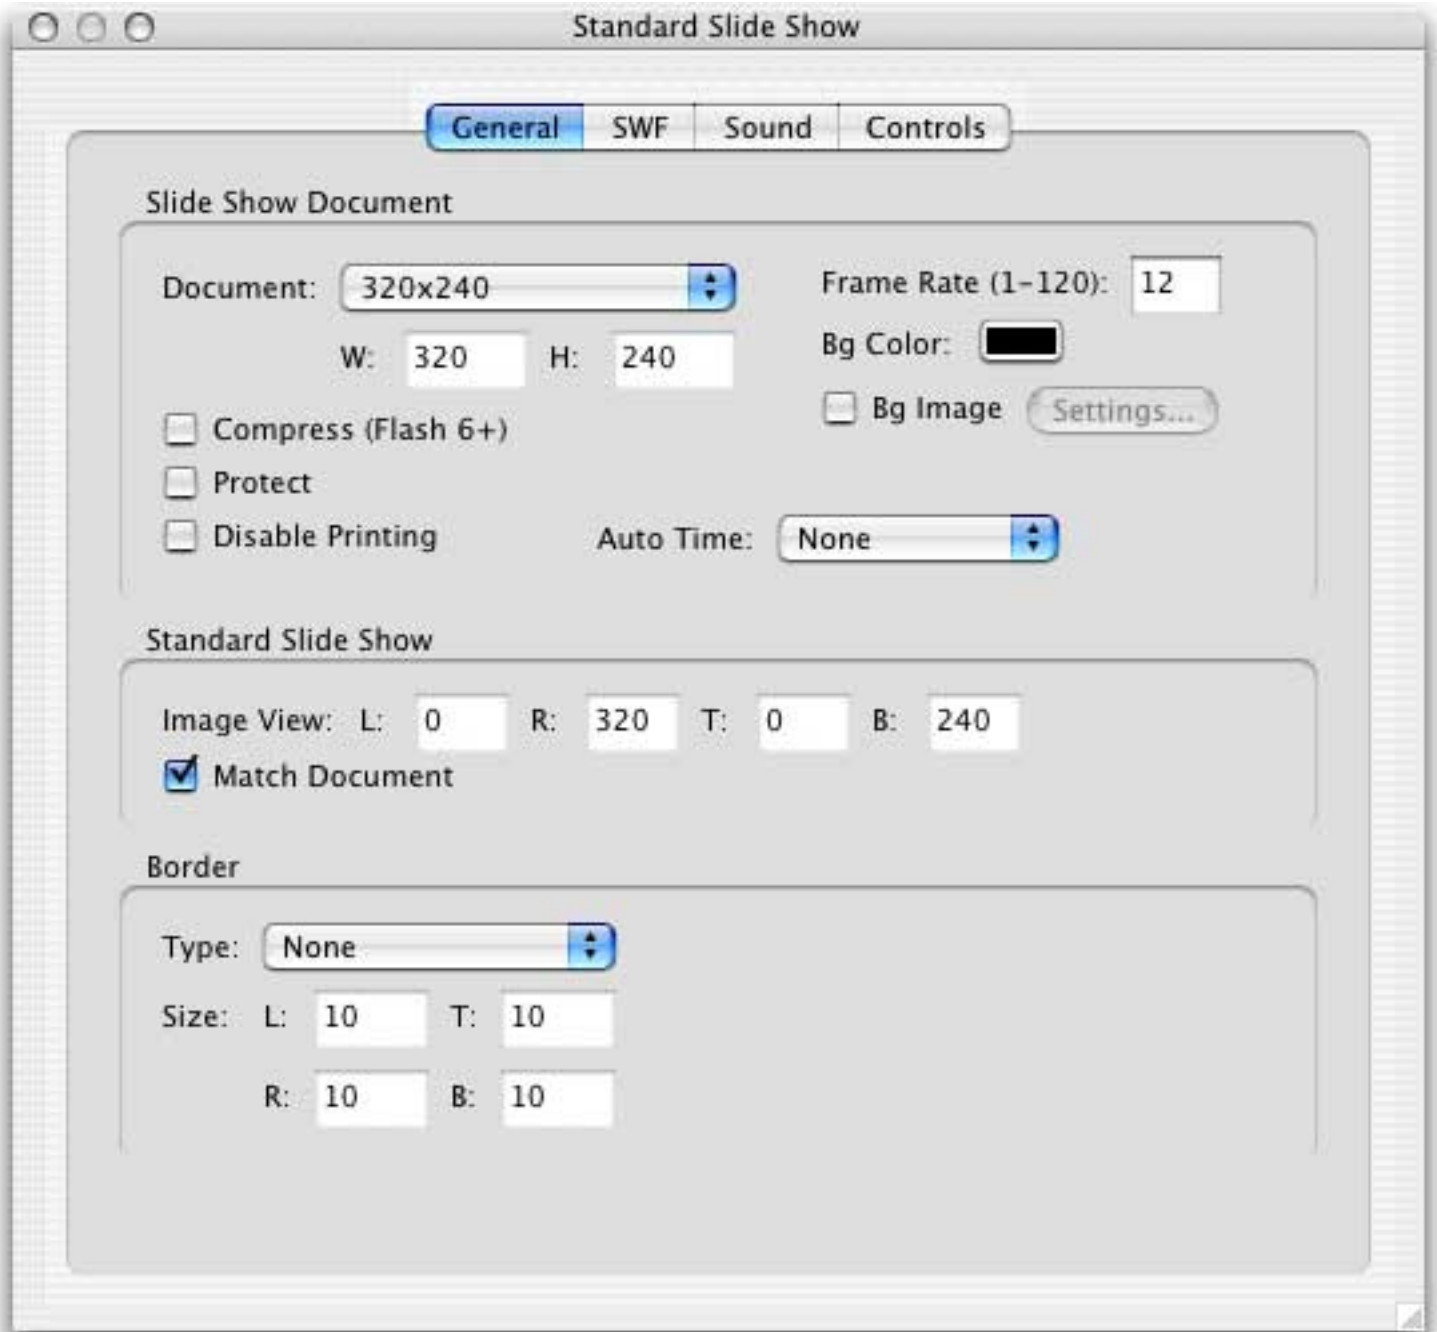 Standard Slide Show
General SWF Sound Controls
Slide Show Document
Document: 320x240 Frame Rate (1-120): 12
W: 320 H: 240 Bg Color:
Bg Image Settings...
Compress (Flash 6+)
Protect
Disable Printing Auto Time: None
Standard Slide Show
Image View: L: 0 R: 320 T: 0 B: 240
Match Document
Border
Type: None
Size: L: 10 T: 10
R: 10 B: 10